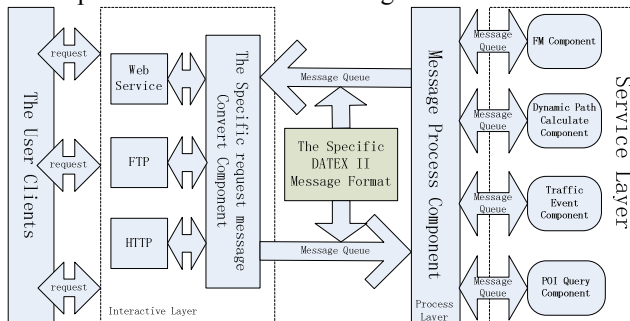 The User Clients
request
request
request
Web
Service
FTP
HTTP
Interactive Layer
The Specific request message
Convert Component
Message Queue
The Specific
DATEX II
Message Format
Message Queue
Message Process Component
Process
Layer
Message
Queue
FM Component
Message
Queue
Dynamic Path
Calculate
Component
Message
Queue
Traffic
Event
Component
Message
Queue
POI Query
Component
Service Layer